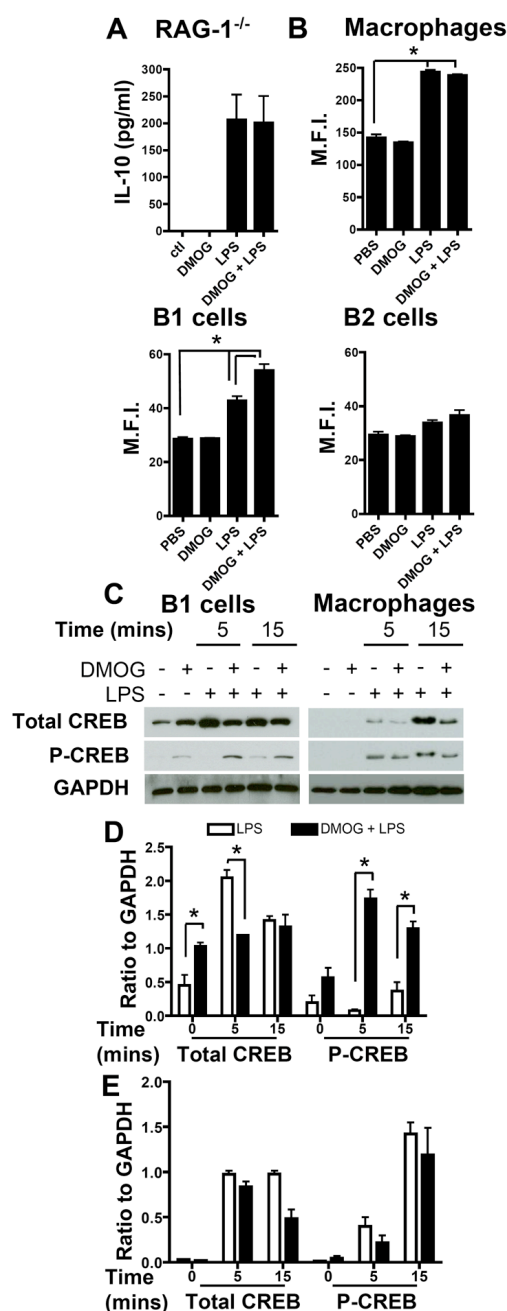 A RAG-1-/- B Macrophages
IL-10 (pg/ml)
300
250
200
150
100
50
0
ctl
DMOG
LPS
DMOG + LPS
M.F.I.
*
250
200
150
100
50
0
PBS
DMOG
LPS
DMOG + LPS
B1 cells
M.F.I.
*
60
40
20
0
PBS
DMOG
LPS
DMOG + LPS
B2 cells
M.F.I.
60
40
20
0
PBS
DMOG
LPS
DMOG + LPS
C
B1 cells Macrophages
Time (mins) 5 15 5 15
DMOG - + - + - + - + - + - +
LPS - - + + + + - - + + + +
Total CREB
P-CREB
GAPDH
D
LPS DMOG + LPS
Ratio to GAPDH
2.5
2.0
1.5
1.0
0.5
0.0
* * * *
Time 0 5 15 0 5 15
(mins) Total CREB P-CREB
E
Ratio to GAPDH
2.0
1.5
1.0
0.5
0.0
Time 0 5 15 0 5 15
(mins) Total CREB P-CREB